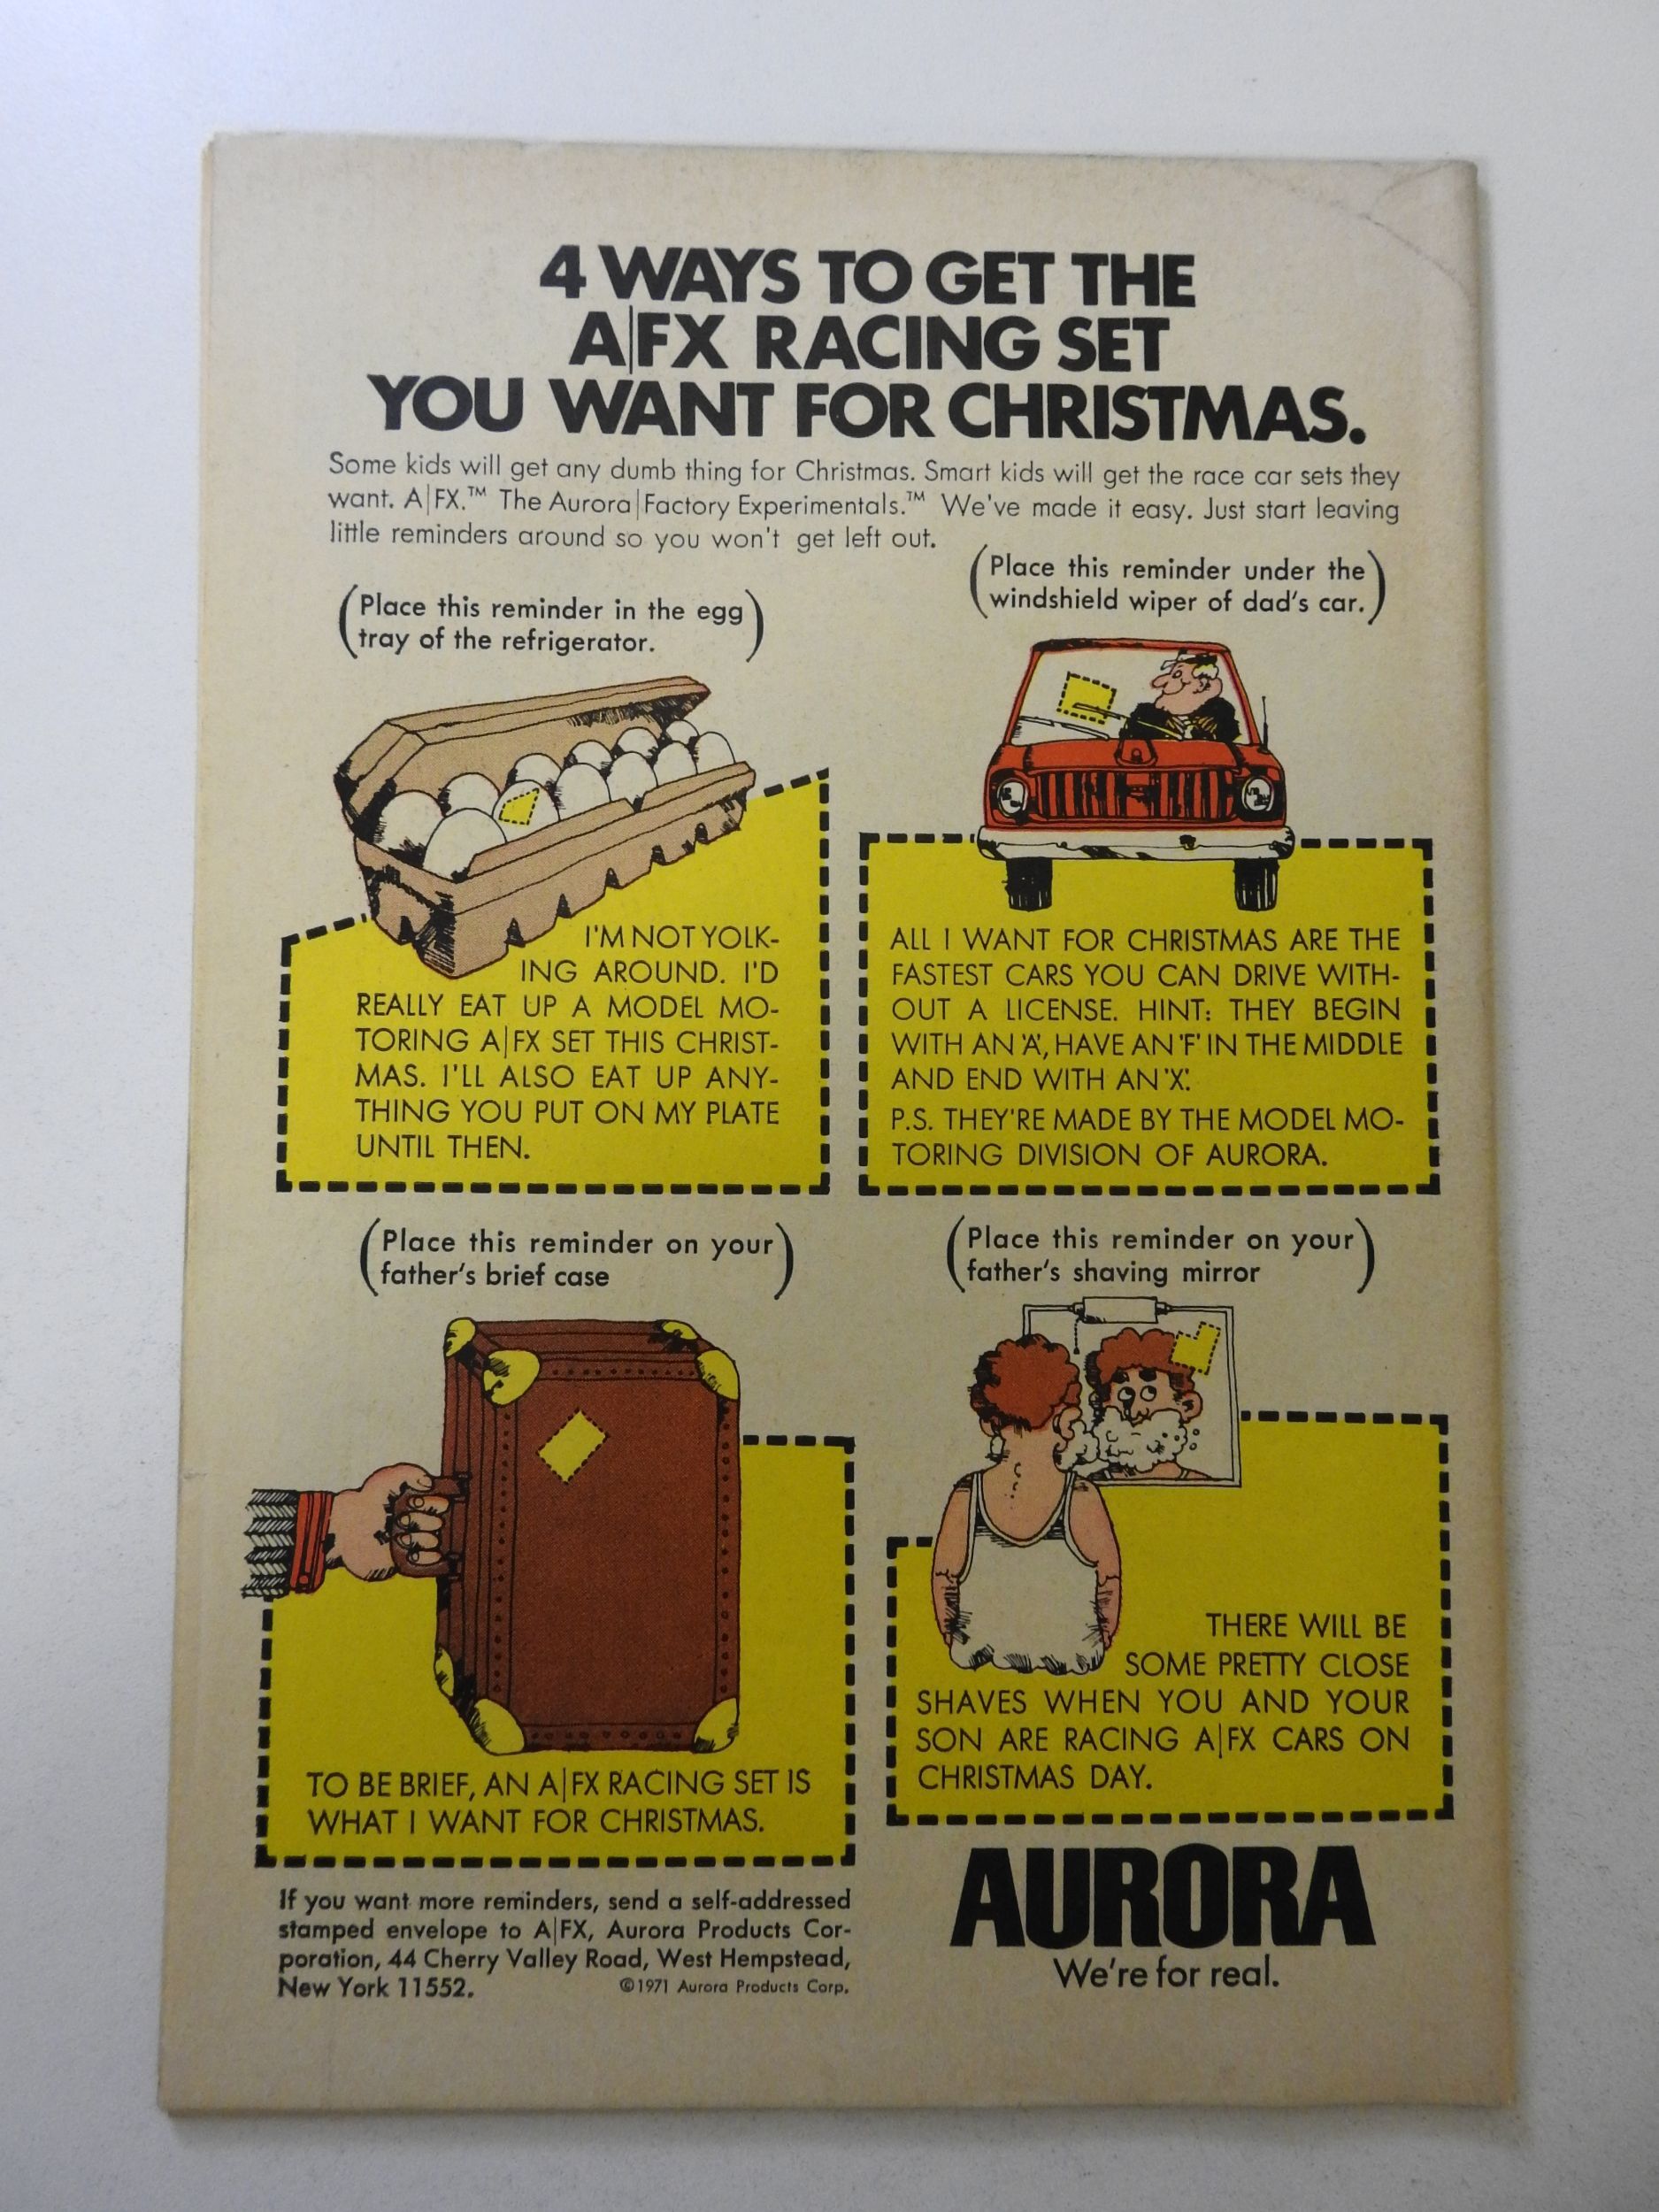 4 WAYS TO GET THE
A|FX RACING SET
YOU WANT FOR CHRISTMAS.
Some kids will get any dumb thing for Christmas. Smart kids will get the race car sets they
want. A|FX.™ The Aurora|Factory Experimentals.™ We've made it easy. Just start leaving
little reminders around so you won't get left out.
(Place this reminder in the egg
tray of the refrigerator.)
I'M NOT YOLK-
ING AROUND. I'D
REALLY EAT UP A MODEL MO-
TORING A|FX SET THIS CHRIST-
MAS. I'LL ALSO EAT UP ANY-
THING YOU PUT ON MY PLATE
UNTIL THEN.
(Place this reminder under the
windshield wiper of dad's car.)
ALL I WANT FOR CHRISTMAS ARE THE
FASTEST CARS YOU CAN DRIVE WITH-
OUT A LICENSE. HINT: THEY BEGIN
WITH AN 'A', HAVE AN 'F' IN THE MIDDLE
AND END WITH AN 'X'.
P.S. THEY'RE MADE BY THE MODEL MO-
TORING DIVISION OF AURORA.
(Place this reminder on your
father's brief case)
TO BE BRIEF, AN A|FX RACING SET IS
WHAT I WANT FOR CHRISTMAS.
(Place this reminder on your
father's shaving mirror)
THERE WILL BE
SOME PRETTY CLOSE
SHAVES WHEN YOU AND YOUR
SON ARE RACING A|FX CARS ON
CHRISTMAS DAY.
If you want more reminders, send a self-addressed
stamped envelope to A|FX, Aurora Products Cor-
poration, 44 Cherry Valley Road, West Hempstead,
New York 11552. ©1971 Aurora Products Corp.
AURORA
We're for real.